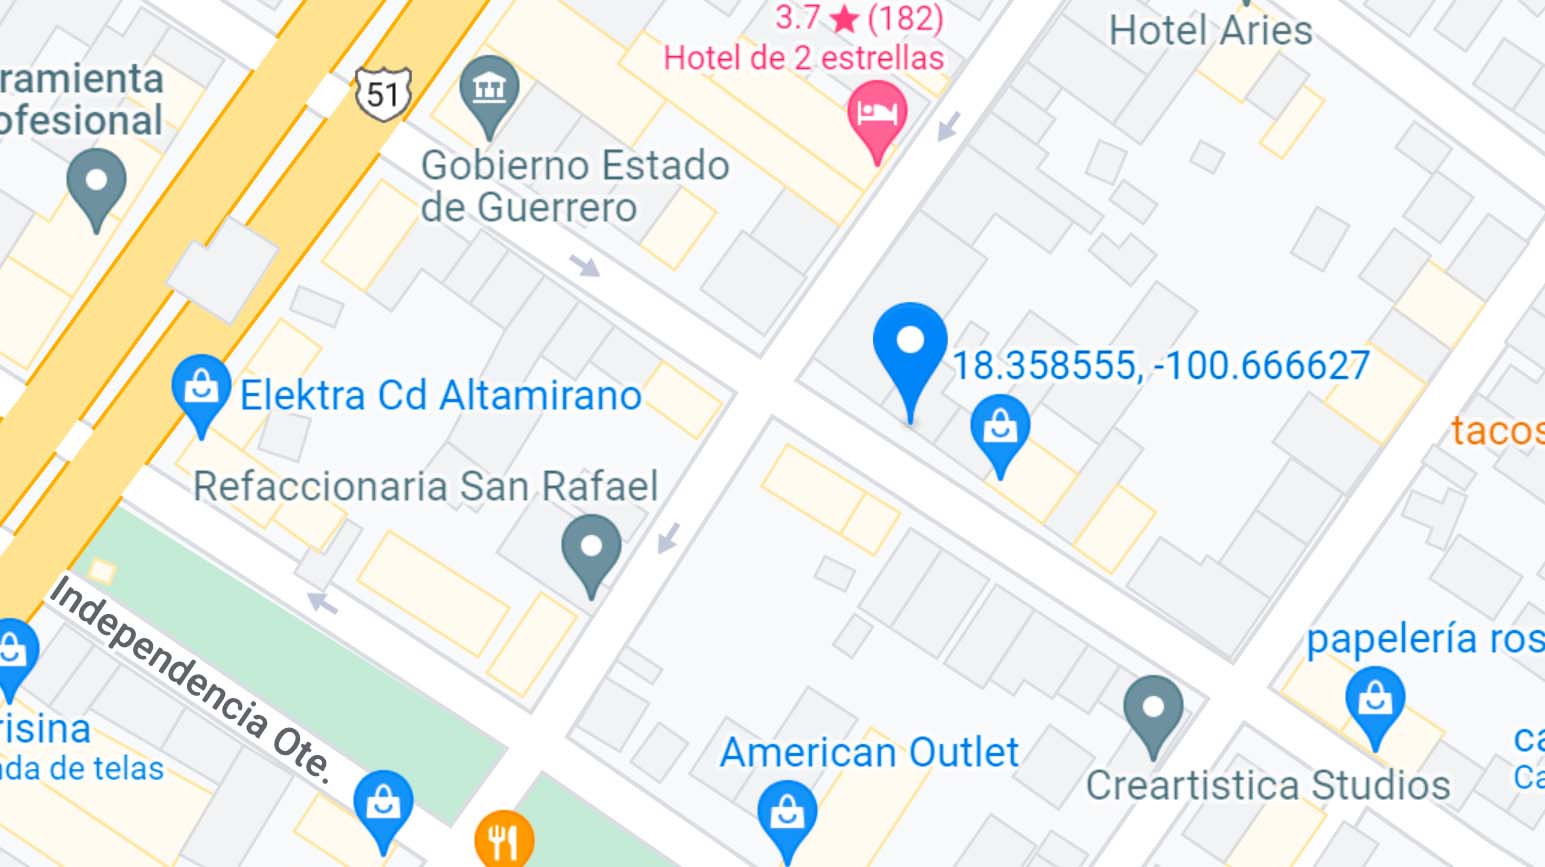 3.7 ★ (182)
Hotel de 2 estrellas
Hotel Aries
ramienta
ofesional
51
Gobierno Estado
de Guerrero
18.358555, -100.666627
Elektra Cd Altamirano
tacos
Refaccionaria San Rafael
Independencia Ote.
papelería ros
risina
da de telas
American Outlet
Creartistica Studios
ca
Ca